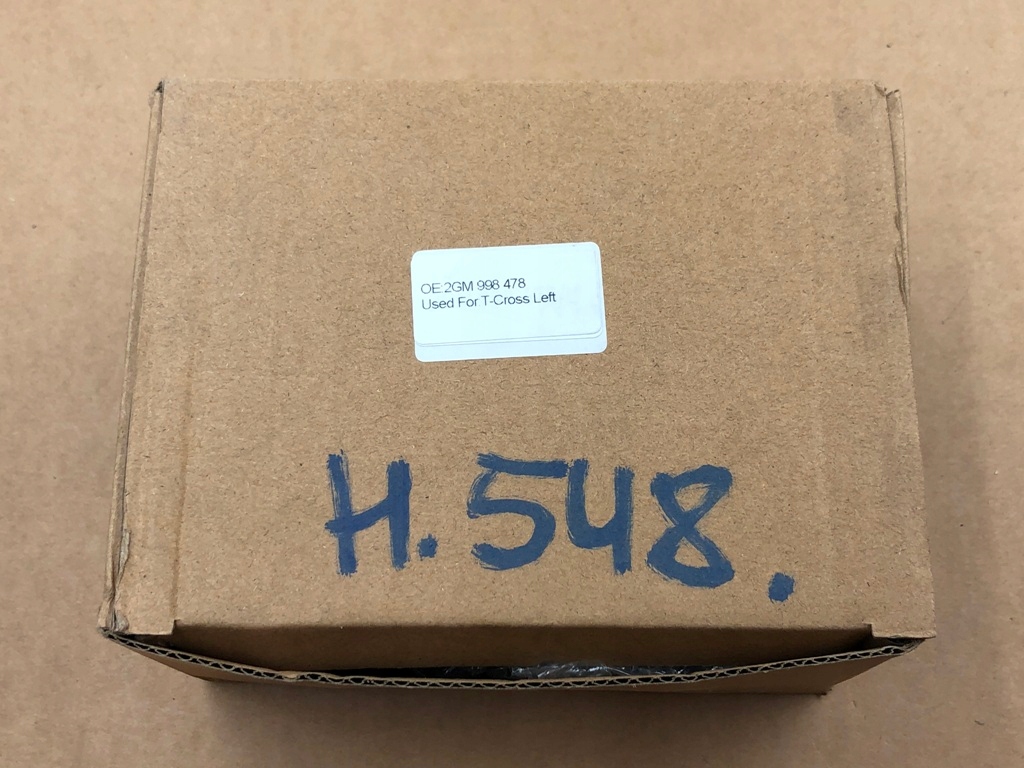 OE 2GM 998 478
Used For T-Cross Left
H.548.